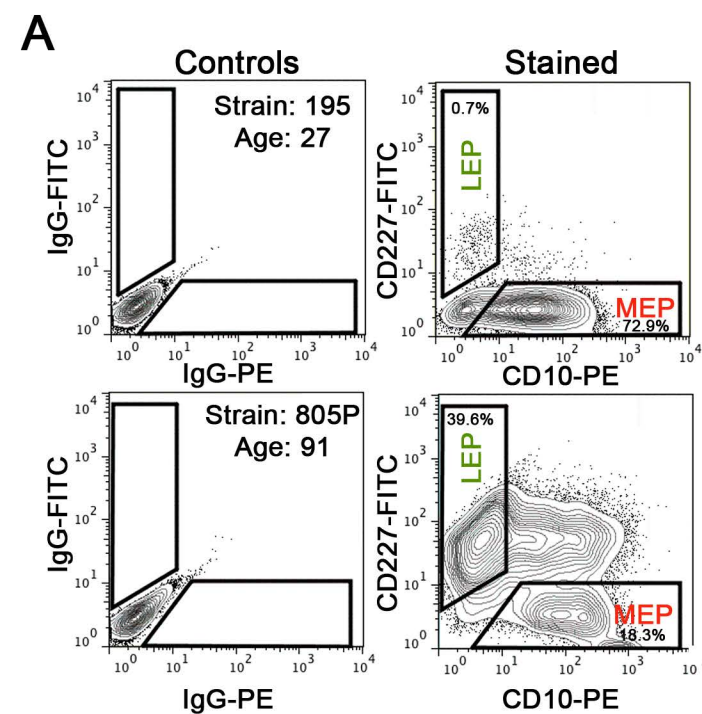 A
Controls
Stained
Strain: 195
Age: 27
IgG-FITC
10^4
10^3
10^2
10^1
10^0
10^0 10^1 10^2 10^3 10^4
IgG-PE
0.7%
LEP
CD227-FITC
10^4
10^3
10^2
10^1
10^0
MEP
72.9%
10^0 10^1 10^2 10^3 10^4
CD10-PE
Strain: 805P
Age: 91
IgG-FITC
10^4
10^3
10^2
10^1
10^0
10^0 10^1 10^2 10^3 10^4
IgG-PE
39.6%
LEP
CD227-FITC
10^4
10^3
10^2
10^1
10^0
MEP
18.3%
10^0 10^1 10^2 10^3 10
CD10-PE